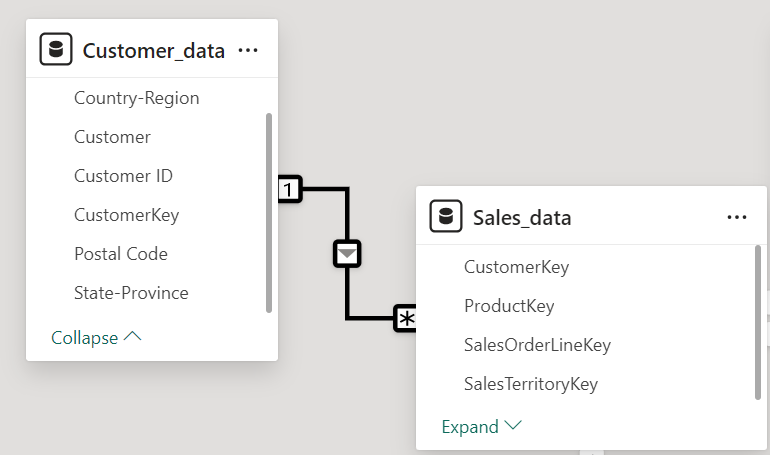 Customer_data ...
Country-Region
Customer
Customer ID
CustomerKey
Postal Code
State-Province
Collapse
1
*
Sales_data ...
CustomerKey
ProductKey
SalesOrderLineKey
SalesTerritoryKey
Expand